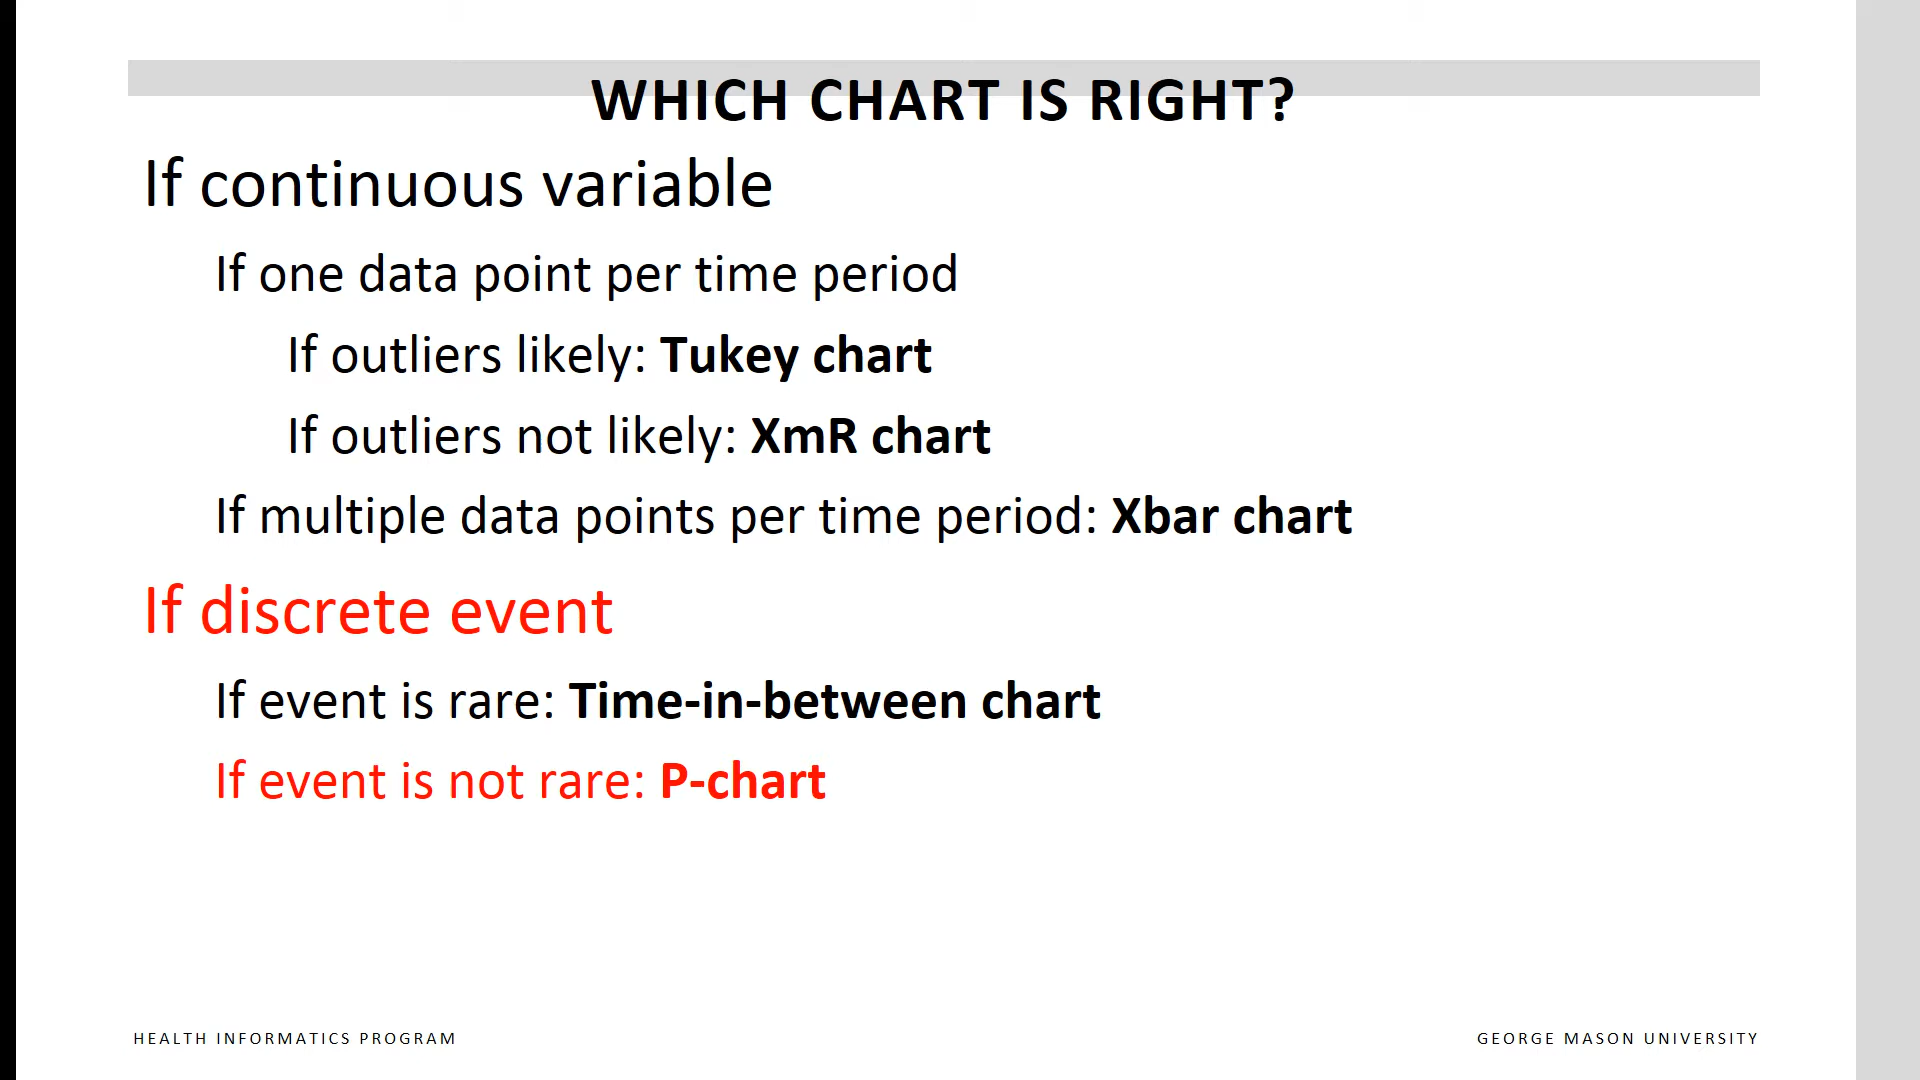 WHICH CHART IS RIGHT?
If continuous variable
If one data point per time period
If outliers likely: Tukey chart
If outliers not likely: XmR chart
If multiple data points per time period: Xbar chart
If discrete event
If event is rare: Time-in-between chart
If event is not rare: P-chart
HEALTH INFORMATICS PROGRAM
GEORGE MASON UNIVERSITY